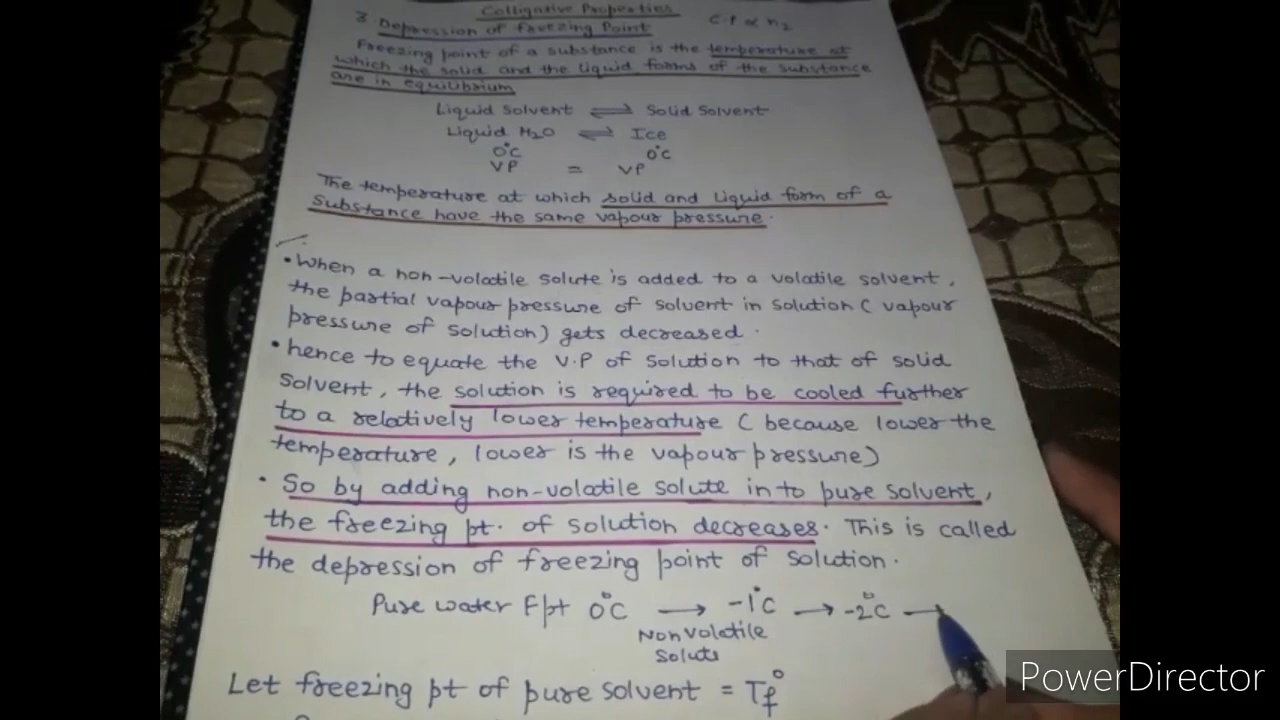 Colligative Properties
3. Depression of freezing Point C.P ∝ n₂
Freezing point of a substance is the temperature at
which the solid and the liquid forms of the substance
are in equilibrium
Liquid Solvent ⇌ Solid Solvent
Liquid H₂O ⇌ Ice
0°C 0°C
VP = VP
The temperature at which solid and liquid form of a
substance have the same vapour pressure.
• When a non-volatile solute is added to a volatile solvent,
the partial vapour pressure of solvent in solution ( vapour
pressure of solution) gets decreased.
• hence to equate the V.P of solution to that of solid
solvent, the solution is required to be cooled further
to a relatively lower temperature ( because lower the
temperature, lower is the vapour pressure)
• So by adding non-volatile solute in to pure solvent,
the freezing pt. of solution decreases. This is called
the depression of freezing point of solution.
Pure water F pt 0°C → -1°C → -2°C →
Non volatile
Solute
Let freezing pt of pure solvent = T°f
PowerDirector